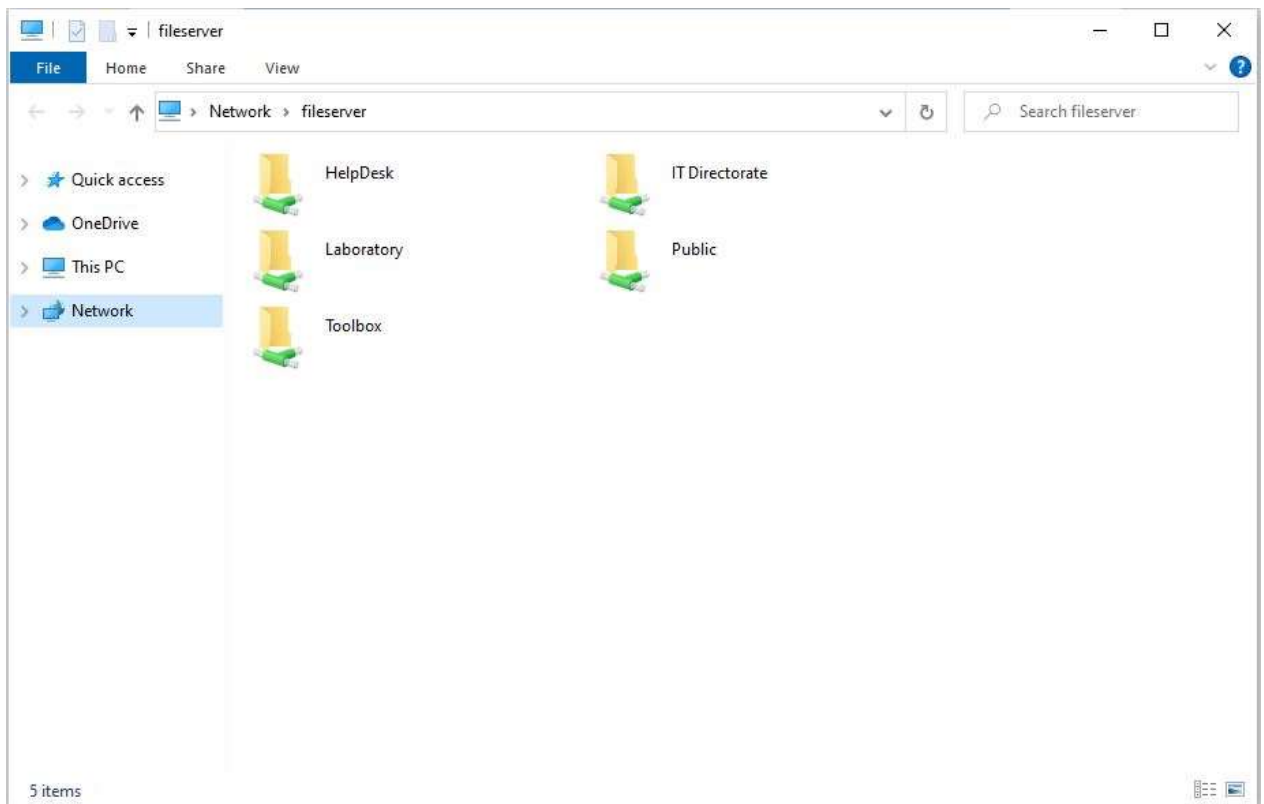 fileserver
File Home Share View
Network > fileserver
Search fileserver
Quick access
OneDrive
This PC
Network
HelpDesk IT Directorate
Laboratory Public
Toolbox
5 items